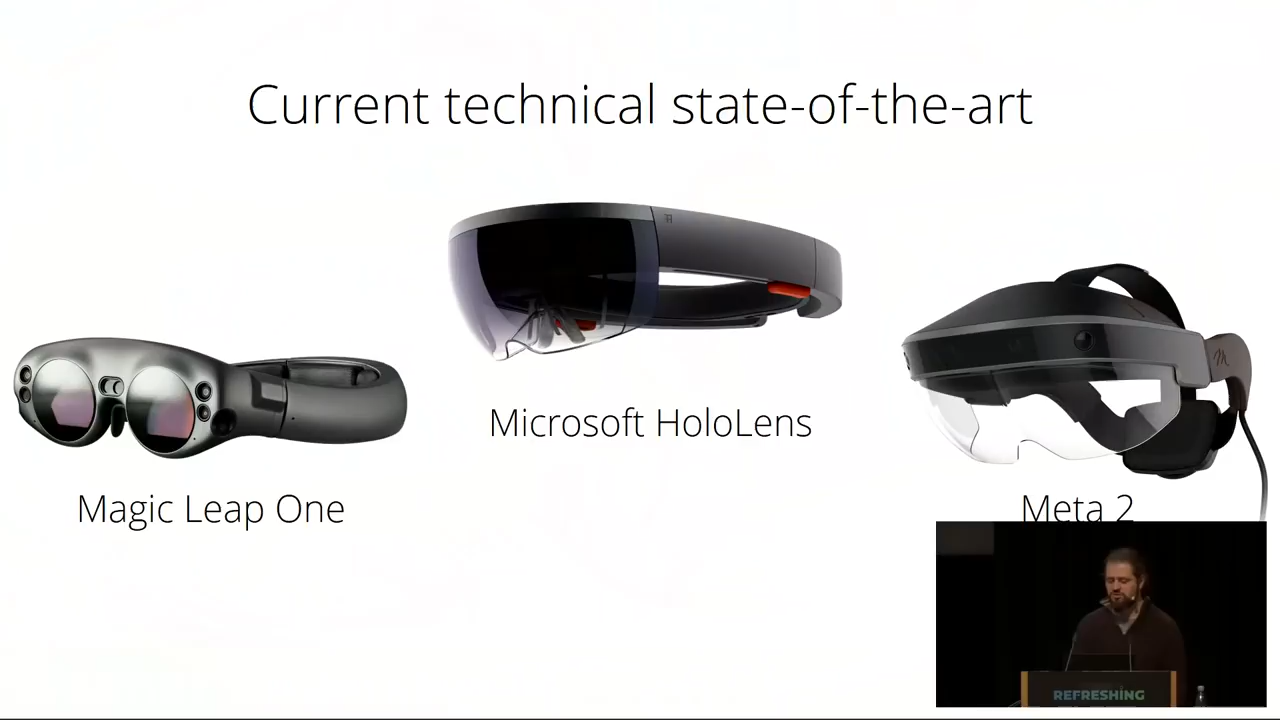 Current technical state-of-the-art
Microsoft HoloLens
Magic Leap One
Meta 2
REFRESHING